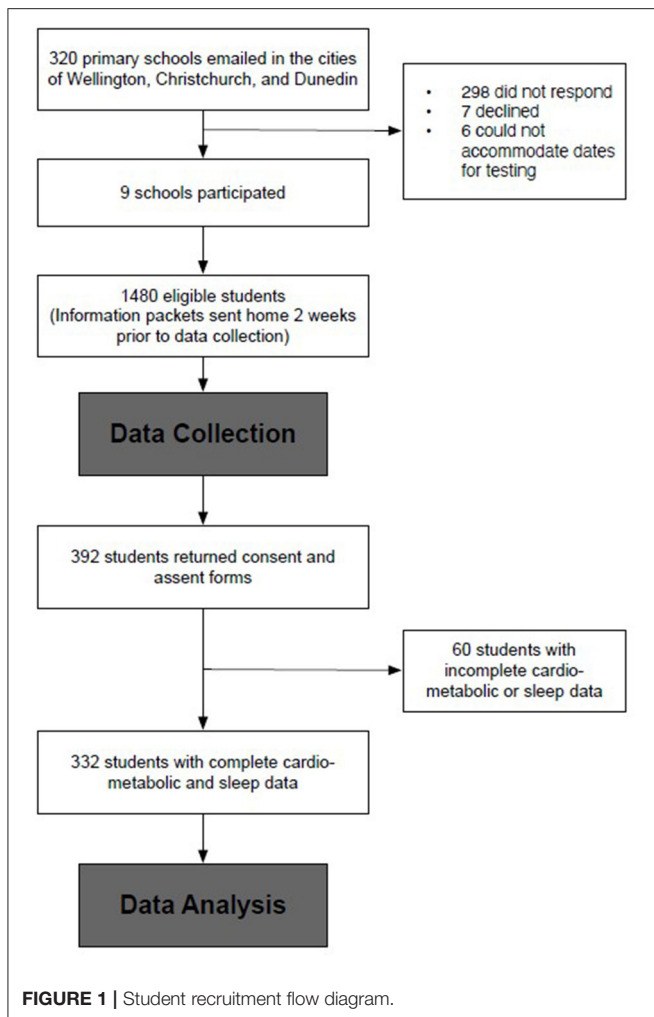 320 primary schools emailed in the cities
of Wellington, Christchurch, and Dunedin
• 298 did not respond
• 7 declined
• 6 could not
accommodate dates
for testing
9 schools participated
1480 eligible students
(Information packets sent home 2 weeks
prior to data collection)
Data Collection
392 students returned consent and
assent forms
60 students with
incomplete cardio-
metabolic or sleep data
332 students with complete cardio-
metabolic and sleep data
Data Analysis
FIGURE 1 | Student recruitment flow diagram.